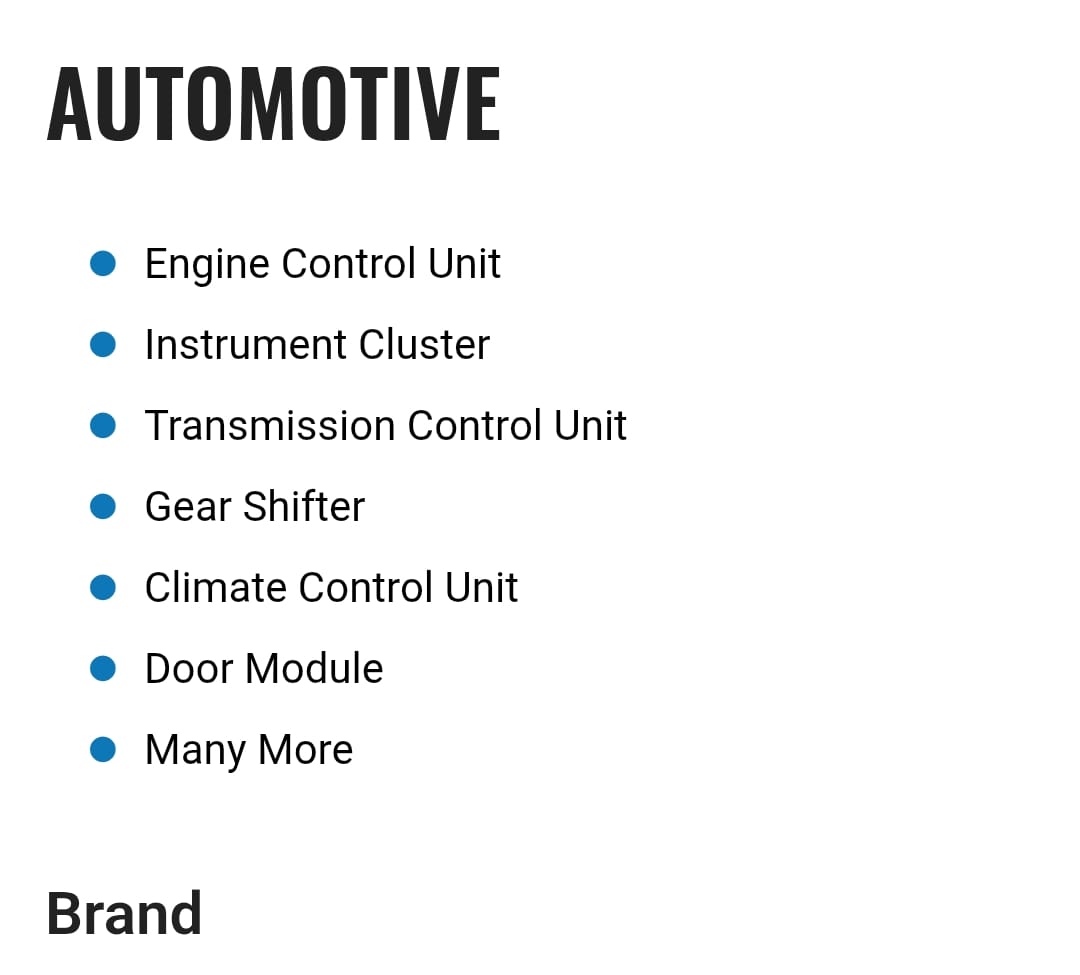 AUTOMOTIVE
Engine Control Unit
Instrument Cluster
Transmission Control Unit
Gear Shifter
Climate Control Unit
Door Module
Many More
Brand